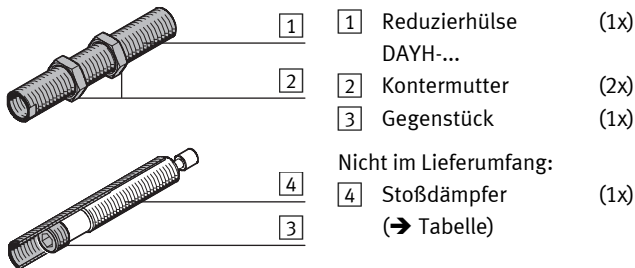 1
2
4
3
1 Reduzierhülse (1x)
DAYH-...
2 Kontermutter (2x)
3 Gegenstück (1x)
Nicht im Lieferumfang:
4 Stoßdämpfer (1x)
(➔ Tabelle)